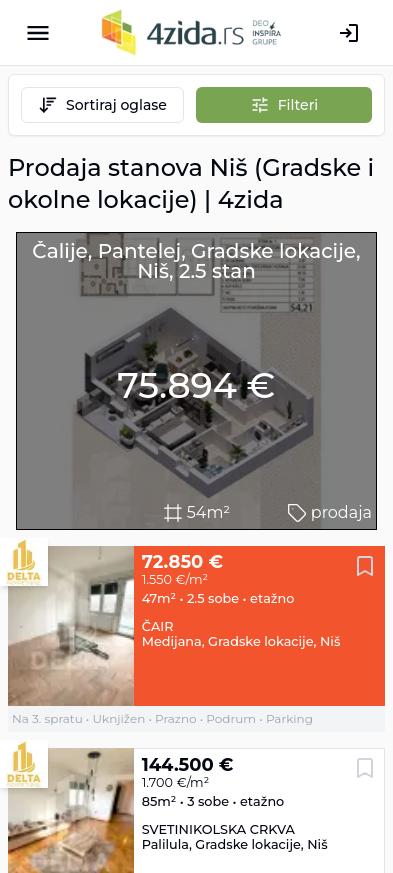 4zida.rs
DEO
INSPIRA
GRUPE
Sortiraj oglase
Filteri
Prodaja stanova Niš (Gradske i
okolne lokacije) | 4zida
Čalije, Pantelej, Gradske lokacije,
Niš, 2.5 stan
54,21
75.894 €
54m²
prodaja
DELTA
72.850 €
1.550 €/m²
47m² • 2.5 sobe • etažno
ČAIR
Medijana, Gradske lokacije, Niš
DELTA
Na 3. spratu • Uknjižen • Prazno • Podrum • Parking
DELTA
144.500 €
1.700 €/m²
85m² • 3 sobe • etažno
SVETINIKOLSKA CRKVA
Palilula, Gradske lokacije, Niš